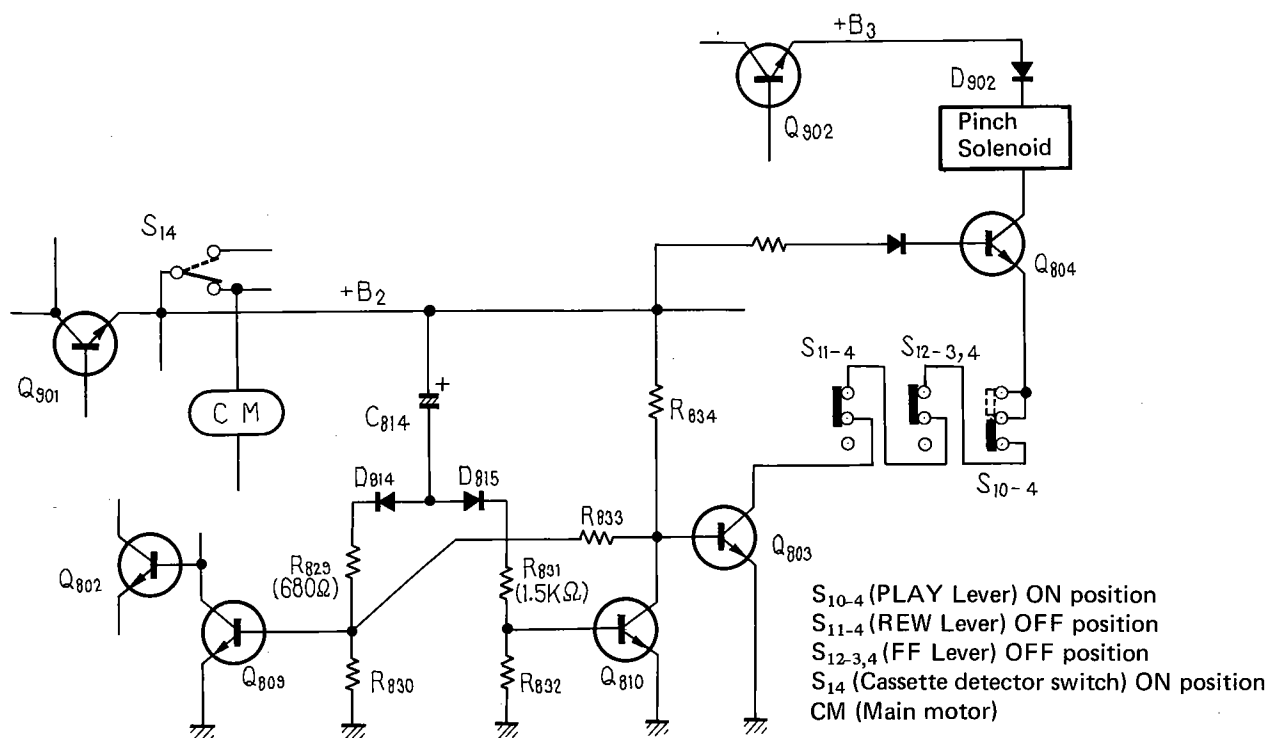 +B3
D902
Q902
Pinch
Solenoid
S14
Q804
+B2
Q901
C M
C814
+
R834
S11-4
S12-3,4
S10-4
D814
D815
R833
Q803
Q802
R829
(680Ω)
R831
(1.5KΩ)
Q809
R830
R832
Q810
S10-4 (PLAY Lever) ON position
S11-4 (REW Lever) OFF position
S12-3,4 (FF Lever) OFF position
S14 (Cassette detector switch) ON position
CM (Main motor)